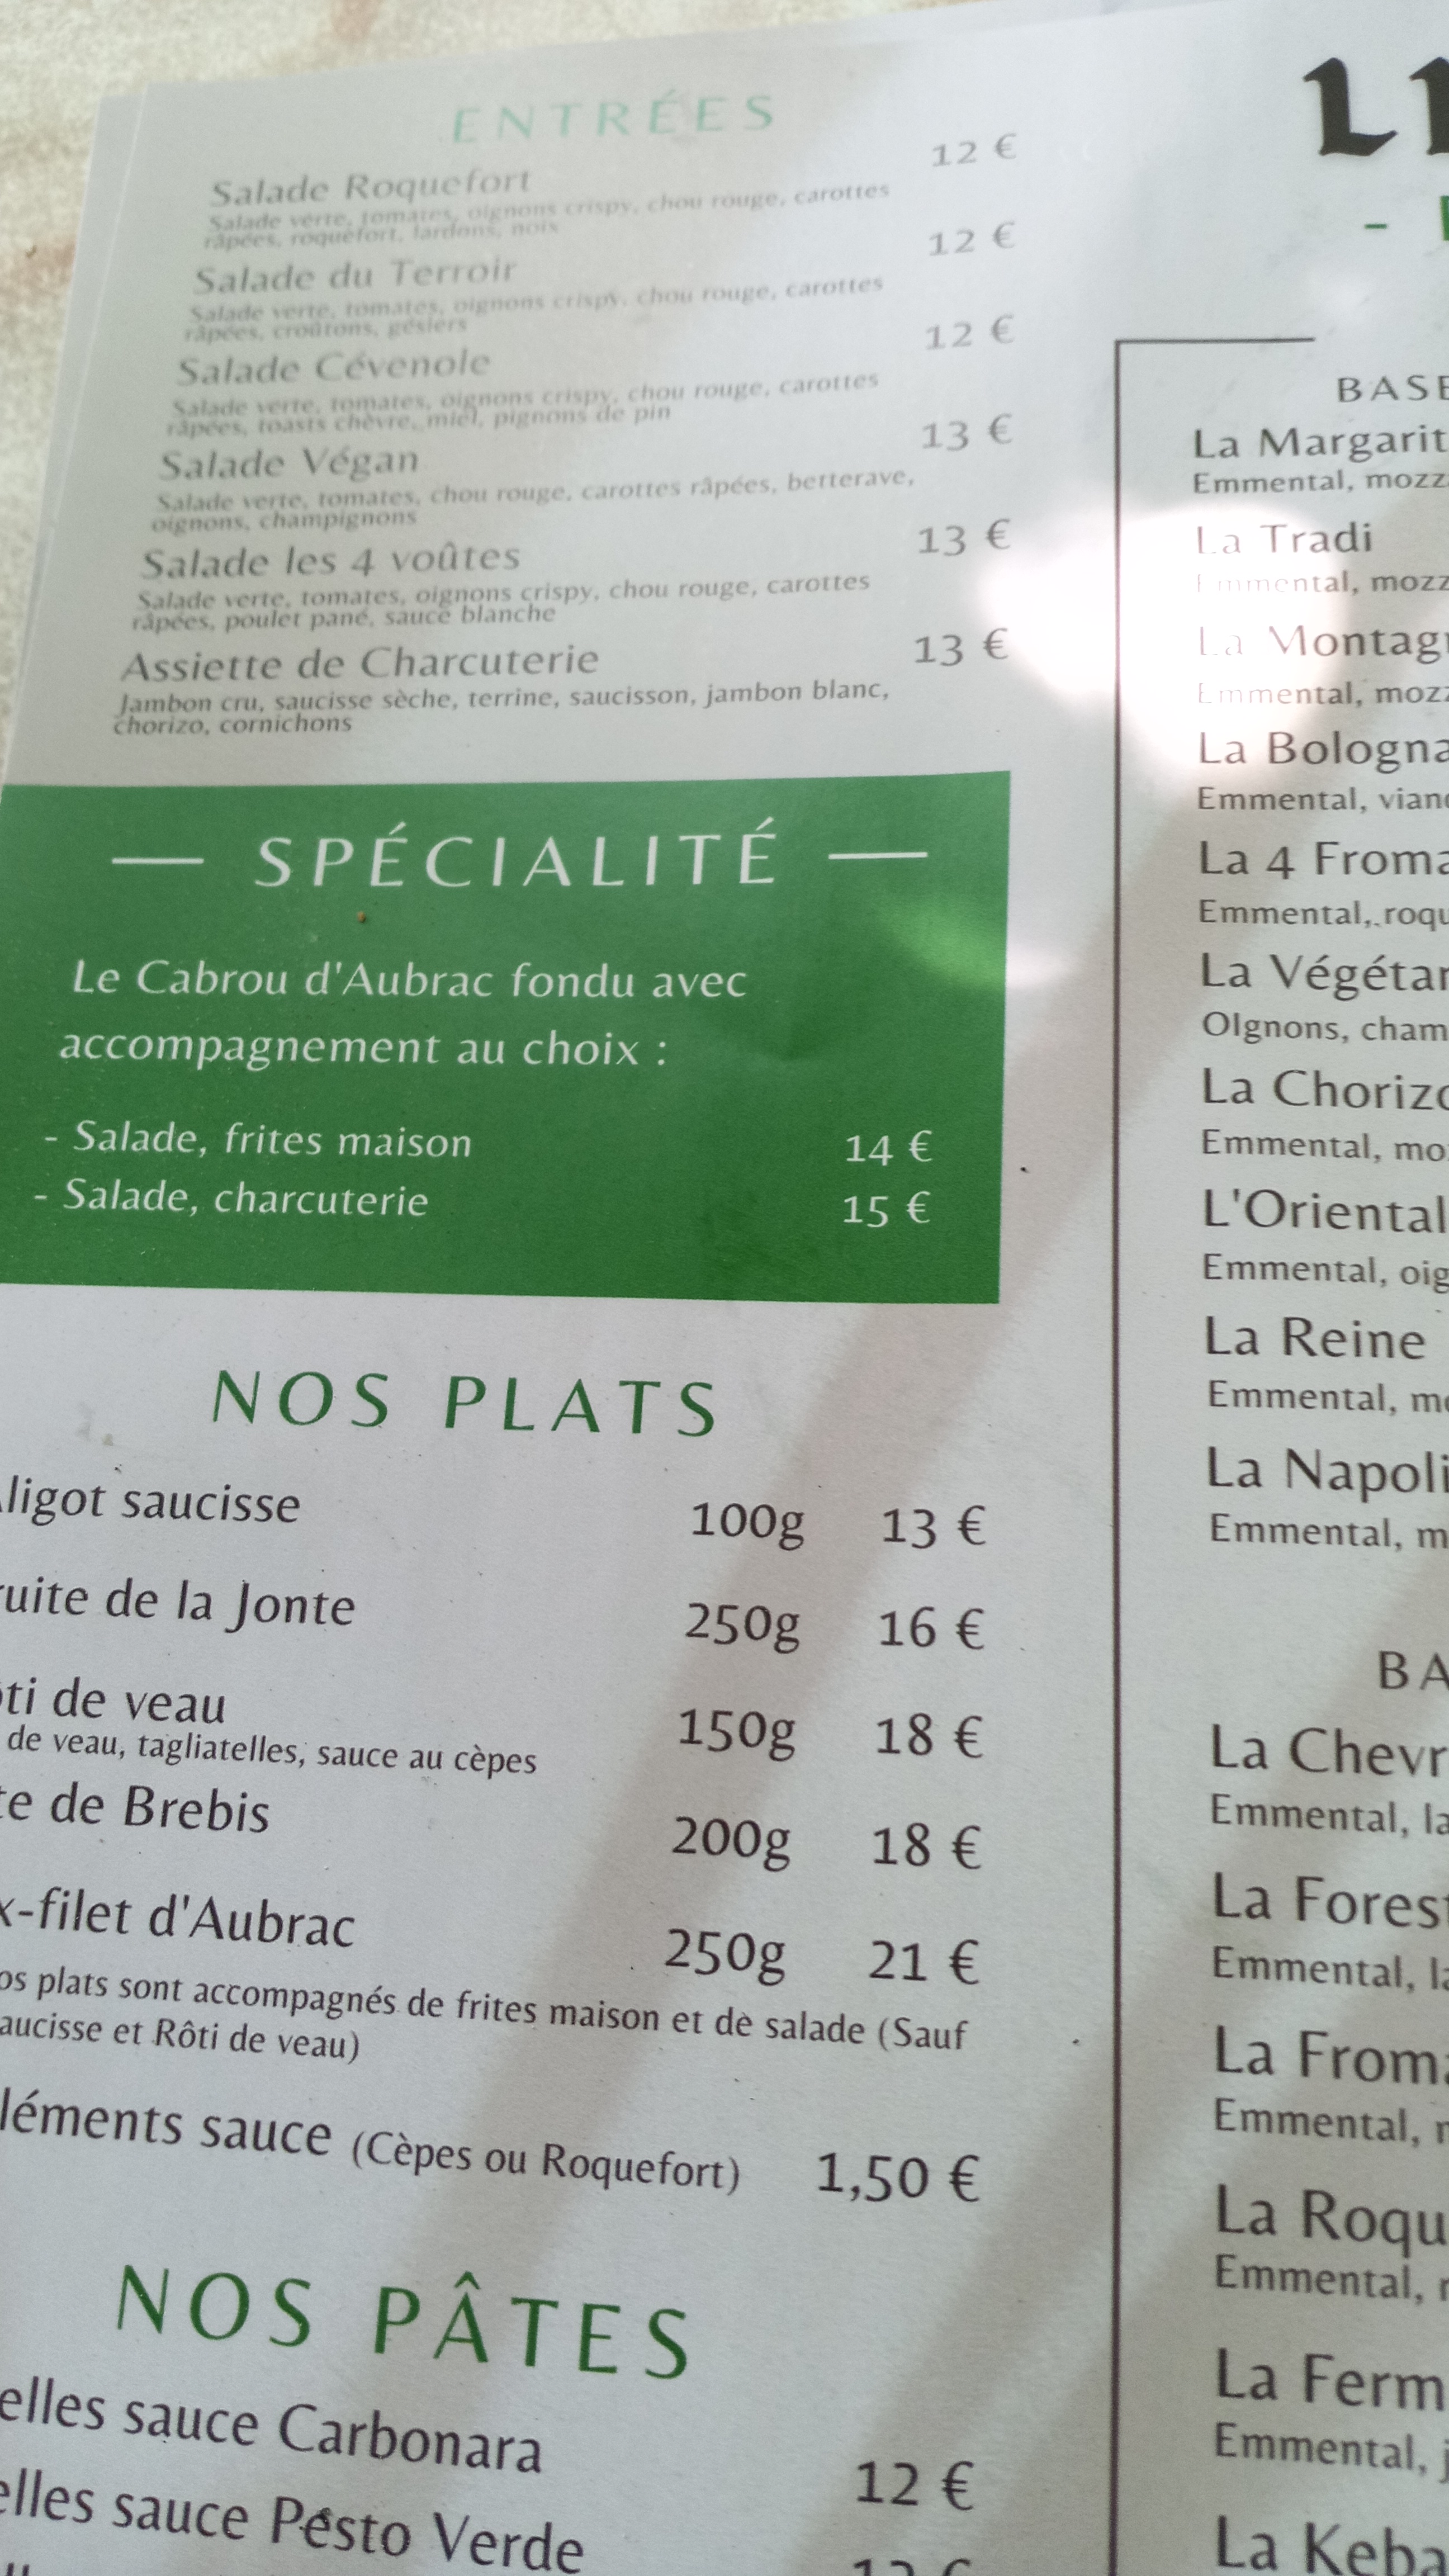 ENTRÉES
Salade Roquefort 12 €
Salade verte, tomates, oignons crispy, chou rouge, carottes
râpées, roquefort, lardons, noix
Salade du Terroir 12 €
Salade verte, tomates, oignons crispy, chou rouge, carottes
râpées, croûtons, gésiers
Salade Cévenole 12 €
Salade verte, tomates, oignons crispy, chou rouge, carottes
râpées, toasts chèvre, miel, pignons de pin
Salade Végan 13 €
Salade verte, tomates, chou rouge, carottes râpées, betterave,
oignons, champignons
Salade les 4 voûtes 13 €
Salade verte, tomates, oignons crispy, chou rouge, carottes
râpées, poulet pané, sauce blanche
Assiette de Charcuterie 13 €
Jambon cru, saucisse sèche, terrine, saucisson, jambon blanc,
chorizo, cornichons
— SPÉCIALITÉ —
Le Cabrou d'Aubrac fondu avec
accompagnement au choix :
- Salade, frites maison 14 €
- Salade, charcuterie 15 €
NOS PLATS
ligot saucisse 100g 13 €
ruite de la Jonte 250g 16 €
ôti de veau 150g 18 €
de veau, tagliatelles, sauce au cèpes
te de Brebis 200g 18 €
x-filet d'Aubrac 250g 21 €
os plats sont accompagnés de frites maison et de salade (Sauf
aucisse et Rôti de veau)
léments sauce (Cèpes ou Roquefort) 1,50 €
NOS PÂTES
elles sauce Carbonara 12 €
elles sauce Pesto Verde
BASE
La Margarit
Emmental, mozz
La Tradi
Emmental, mozz
La Montag
Emmental, moz
La Bologna
Emmental, vian
La 4 Froma
Emmental, roqu
La Végétar
OIgnons, cham
La Chorizo
Emmental, mo
L'Oriental
Emmental, oig
La Reine
Emmental, mo
La Napoli
Emmental, m
BA
La Chevr
Emmental, la
La Forest
Emmental, la
La Froma
Emmental, r
La Roqu
Emmental, r
La Ferm
Emmental, j
La Keba